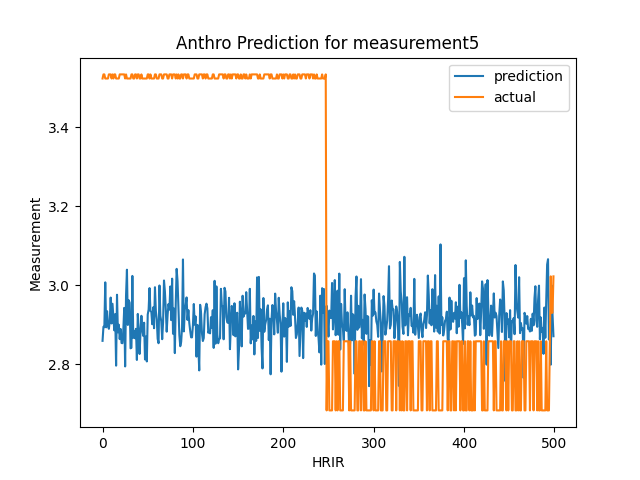 Anthro Prediction for measurement5
prediction
actual
Measurement
3.4
3.2
3.0
2.8
0
100
200
300
400
500
HRIR